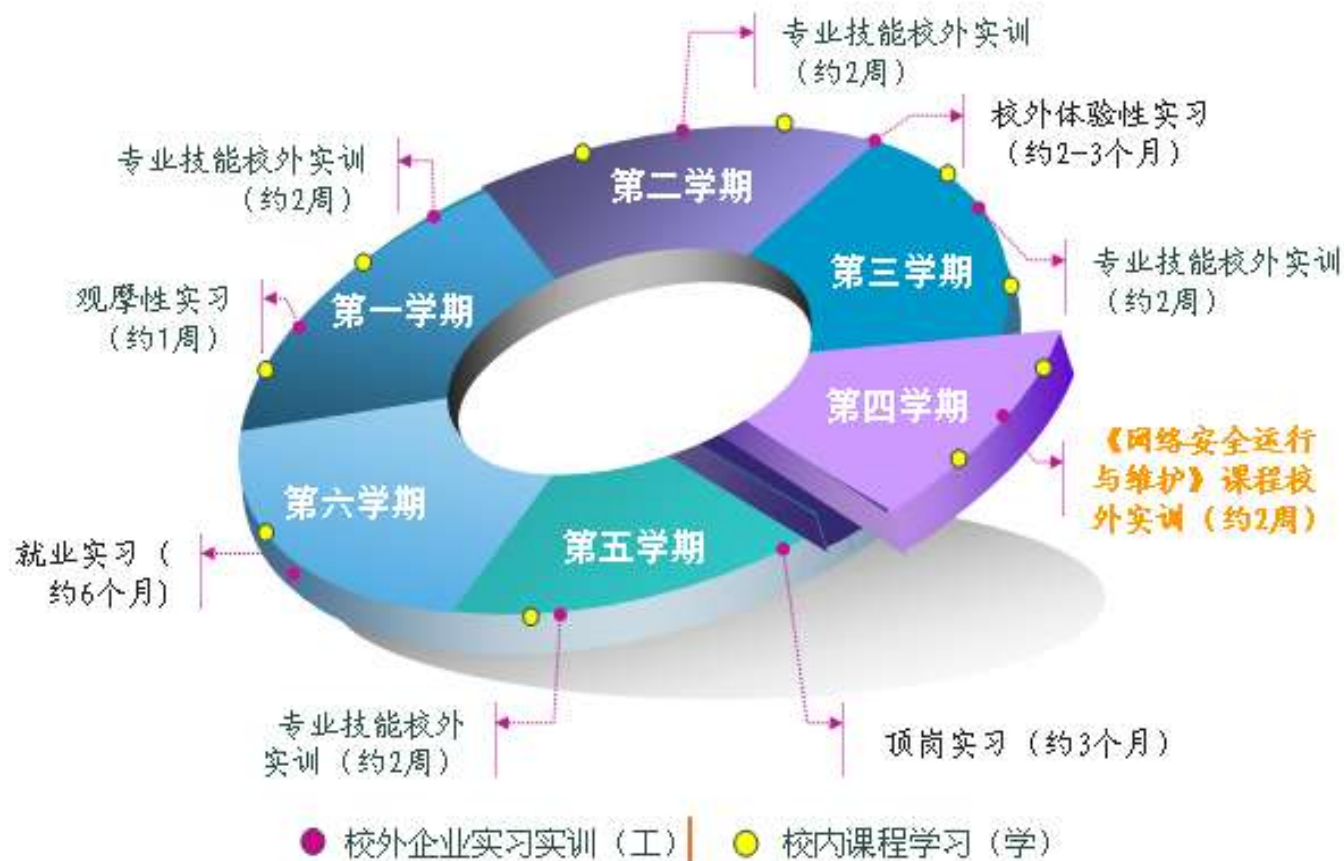 专业技能校外实训
（约2周）
校外体验性实习
（约2-3个月）
专业技能校外实训
（约2周）
第二学期
观摩性实习
（约1周）
第一学期
第三学期
专业技能校外实训
（约2周）
第四学期
《网络安全运行
与维护》课程校
外实训（约2周）
第六学期
第五学期
就业实习（
约6个月）
专业技能校外
实训（约2周）
顶岗实习（约3个月）
校外企业实习实训（工）
校内课程学习（学）